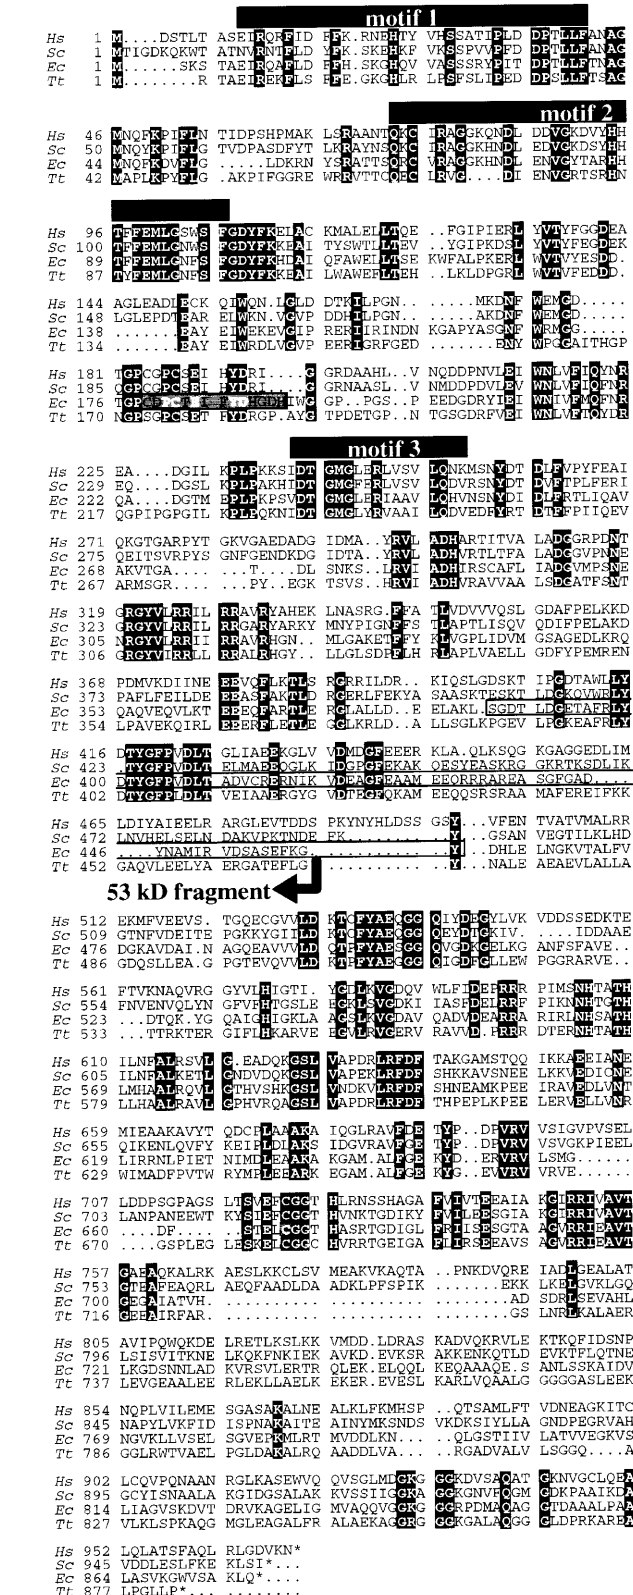 motif 1
Hs 1 M....DSTLT ASEIRQRFID FFK.RNEHTY VHSSATIPLD DPTLLFANAG
Sc 1 MTIGDKQKWT ATNVRNTFLD YFK.SKEHKF VKSSPVVPFD DPTLLFANAG
Ec 1 M......SKS TAEIRQAFLD FFH.SKGHQV VASSSRYPIT DPTLLFTNAG
Tt 1 M........R TAEIREKFLS FFE.GKGHLR LPSFSLIPED DPSLLFTSAG
motif 2
Hs 46 MNQFKPIFLN TIDPSHPMAK LSRAANTQKC IRAGGKQNDL DDVGKDVYHH
Sc 50 MNQYKPIFLG TVDPASDFYT LKRAYNSQKC IRAGGKHNDL EDVGKDSYHH
Ec 44 MNQFKDVFLG .....LDKRNY SRATTSQRCV RAGGKHNDLE NVGYTARHH
Tt 42 MAPLKPYFLG .AKPIFGGRE WRRVTTCQEC LRVG....DI ENVGRTSRHN
Hs 96 TFFEMLGSWS FGDYFKELAC KMALELLTQE ..FGIPIERL YVTYFGGDEA
Sc 100 TFFEMLGNWS FGDYFKKEAI TYSWTLLTEV ..YGIPKDSL YVTYFEGDEK
Ec 89 TFFEMLGNFS FGDYFKHDAI QFAWELLTSE KWFALPKERL WVTVYESDD.
Tt 87 TYFEMLGNFS FGDYFKKEAI LWAWEFLTEH ..LKLDPGRL WVTVFEDDD.
Hs 144 AGLEADLECK QIWQN.LGLD DTKILPGN.. ....MKDNF WEMGD.....
Sc 148 LGLEPDTEAR ELWKN.VGVP DDHILPGN.. ....AKDNF WEMGD.....
Ec 138 .......EAY EIWEKEVGIP RERIIRINDN KGAPYASGNF WRMGG.....
Tt 134 .......EAY EIWRDLVGVP EERIGRFGED .......ENY WPGGAITHGP
Hs 181 TGPCGPCSEI HYDRI....G GRDAAHL..V NQDDPNVLEI WNLVFIQYNR
Sc 185 QGPCGPCSEI HYDRI....G GRNAASL..V NMDDPDVLEV WNLVFIQFNR
Ec 176 GG...PGS..P EEDGDRYIEI WNIVFMQFNR
Tt 170 NGPSGPCSET FYDRGP.AYG TPDETGP..N TGSGDRFVEI WNLVFTQYDR
motif 3
Hs 225 EA....DGIL KPLPKKSIDT GMGLERLVSV LQNKMSNYDT DLFVPYFEAI
Sc 229 EQ....DGSL KPLPAKHIDT GMGFERLVSV LQDVRSNYDT DVFTPLFERI
Ec 222 QA....DGTM EPLPKPSVDT GMGLERIAAV LQHVNSNYDI DLFRTLIQAV
Tt 217 QGPIPGPGIL KPLPQKNIDT GMGLYRVAAI LQDVEDFYRT DTFFPIIQEV
Hs 271 QKGTGARPYT GKVGAEDADG IDMA..YRVL ADHARTITVA LADGGRPDNT
Sc 275 QEITSVRPYS GNFGENDKDG IDTA..YRVL ADHVRTLTFA LADGGVPNNE
Ec 268 AKVTGA.... ...T...DL SNKS..LRVI ADHIRSCAFL IADGVMPSNE
Tt 267 ARMSGR.... ..PY...EGK TSVS..HRVI ADHVRAVVAA LSDGATFSNT
Hs 319 GRGYVLRRIL RRAVRYAHEK LNASRG.FFA TLVDVVVQSL GDAFPELKKD
Sc 323 GRGYVLRRIL RRGARYARKY MNYPIGNFFS TLAPTLISQV QDIFPELAKD
Ec 305 NRGYVLRRII RRAVRHGN.. MLGAKETFFY KLVGPLIDVM GSAGEDLKRQ
Tt 306 GRGYVIRRLL RRALRHGY.. LLGLSDPFLH RLAPLVAELL GDFYPEMREN
Hs 368 PDMVKDIINE EEVQFLKTLS RGRRILDR.. KIQSLGDSKT IPGDTAWLLY
Sc 373 PAFLFEILDE EEASFAKTLD RGERLFEKYA SAASKTESKT LDGKQVWRLY
Ec 353 QAQVEQVLKT EEEQFARTLE RGLALLD.E. ELAKL.SGDT LDGETAFRLY
Tt 354 LPAVEKQIRL EEERFLETLE GGLKRLD..A LLSGLKPGEV LPGKEAFRLY
Hs 416 DTYGFPVDLT GLIAEEKGLV VDMDGFEEER KLA.QLKSQG KGAGGEDLIM
Sc 423 DTYGFPVDLT ELMAEEQGLK IDGPGFEKAK QESYEASKRG GKRTKSDLIK
Ec 400 DTYGFPVDLT ADVCRERNIK VDEAGFEAAM EEQRRRAREA SGFGAD....
Tt 402 DTYGFPLDLT VEIAAERGYG VDTEGFQKAM EEQQSRSRAA MAFEREIFKK
Hs 465 LDIYAIEELR ARGLEVTDDS PKYNYHLDSS GSY....VFEN TVATVMALRR
Sc 472 LNVHELSELN DAKVPKTNDE FK........ ..Y....GSAN VEGTILKLHD
Ec 446 ....YNAMIR VDSASEFKG. .......... ..Y....DHLE LNGKVTALFV
Tt 452 GAQVLEELYA ERGATEFLG. .......... ..Y....NALE AEAEVLALLA
53 kD fragment
Hs 512 EKMFVEEVS. TGQECGVVLD KTCFYAEQGG QIYDEGYLVK VDDSSEDKTE
Sc 509 GTNFVDEITE PGKKYGIILD KTCFYAEQGG QEYDTGKIV. ...IDDAAE
Ec 476 DGKAVDAI.N AGQEAVVVLD QTPFYAESGG QVGDKGELKG ANFSFAVE..
Tt 486 GDQSLLEA.G PGTEVQVVLD KTPFYAEGGG QIGDFGLLEW PGGRARVE..
Hs 561 FTVKNAQVRG GYVLHIGTI. YGDLKVGDQV WLFIDEPRRR PIMSNHTATH
Sc 554 FNVENVQLYN GFVFHTGSLE EGKLSVGDKI IASFDELRRF PIKNNHTGTH
Ec 523 ...DTQK.YG QAIGHIGKLA AGSLKVGDAV QADVDEARRA RIRLNHSATH
Tt 533 ...TTRKTER GIFLHKARVE EGVLRVGERV RAVVD.PRRR DTERNHTATH
Hs 610 ILNFALRSVL G.EADQKGSL VAPDRLRFDF TAKGAMSTQQ IKKAEEIANE
Sc 605 ILNFALKETL GNDVDQKGSL VAPEKLRFDF SHKKAVSNEE LKKVEDICNE
Ec 569 LMHAALRQVL GTHVSHKGSL VNDKVLRFDF SHNEAMKPEE IRAVEDLVNT
Tt 579 LLHAALRAVL GPHVRQAGSL VAPDRLRFDF THPEPLKPEE LERVELLVNR
Hs 659 MIEAAKAVYT QDCPLAAAKA IQGLRAVFDE TYP..DPVRV VSIGVPVSEL
Sc 655 QIKENLQVFY KEIPLDLAKS IDGVRAVFGE TYP..DPVRV VSVGKPIEEL
Ec 619 LIRRNLPIET NIMDLEAAKA KGAM.ALFGE KYD..ERVRV LSMG......
Tt 629 WIMADFPVTW RYMPLEEARK EGAM.ALFGE KYG..EVVRV VRVE......
Hs 707 LDDPSGPAGS LTSVEFCGGT HLRNSSHAGA FVIVTEEAIA KGIRRIVAVT
Sc 703 LANPANEEWT KYSIEFCGGT HVNKTGDIKY FVILEESGIA KGIRRIVAVT
Ec 660 ....DF.... ..STELCGGT HASRTGDIGL FRIISESGTA AGVRRIEAVT
Tt 670 ....GSPLEG LESKELCGGC HVRRTGEIGA FLIRSEEAVS AGVRRIEAVT
Hs 757 GAEAQKALRK AESLKKCLSV MEAKVKAQTA ..PNKDVQRE IADLGEALAT
Sc 753 GTEAFEAQRL AEQFAADLDA ADKLPFSPIK .....EKK LKELSVKLGQ
Ec 700 GEGAIATVH. .......... .......... .......AD SDRLSEVAHL
Tt 716 GEEAIRFAR. .......... .......... .......GS LNRLKALAER
Hs 805 AVIPQWQKDE LRETLKSLKK VMDD.LDRAS KADVQKRVLE KTKQFIDSNP
Sc 796 LSISVITKNE LKQKFNKIEK AVKD.EVKSR AKKENKQTLD EVKTFLQTNE
Ec 721 LKGDSNNLAD KVRSVLERTR QLEK.ELQQL KEQAAAQE.S ANLSSKAIDV
Tt 737 LEVGEAALEE RLEKLLAELK EKER.EVESL KARLVQAALG GGGGASLEEK
Hs 854 NQPLVILEME SGASAKALNE ALKLFKMHSP ..QTSAMLFT VDNEAGKITC
Sc 845 NAPYLVKFID ISPNAKAITE AINYMKSNDS VKDKSIYLLA GNDPEGRVAH
Ec 769 NGVKLLVSEL SGVEPKMLRT MVDDLKN... .QLGSTIIV LATVVEGKVS
Tt 786 GGLRWTVAEL PGLDAKALRQ AADDLVA... .RGADVALV LSGGQ....A
Hs 902 LCQVPQNAAN RGLKASEWVQ QVSGLMDGKG GGKDVSAQAT GKNVGCLQEA
Sc 895 GCYISNAALA KGIDGSALAK KVSSIIGGKA GGKGNVFQGM GDKPAAIKDA
Ec 814 LIAGVSKDVT DRVKAGELIG MVAQQVGGKG GGRPDMAQAG GTDAAALPAA
Tt 827 VLKLSPKAQG MGLEAGALFR ALAEKAGGRG GGKGALAQGG GLDPRKAREA
Hs 952 LQLATSFAQL RLGDVKN*
Sc 945 VDDLESLFKE KLSI*....
Ec 864 LASVKGWVSA KLQ*.....
Tt 877 LPGLLP*... .........